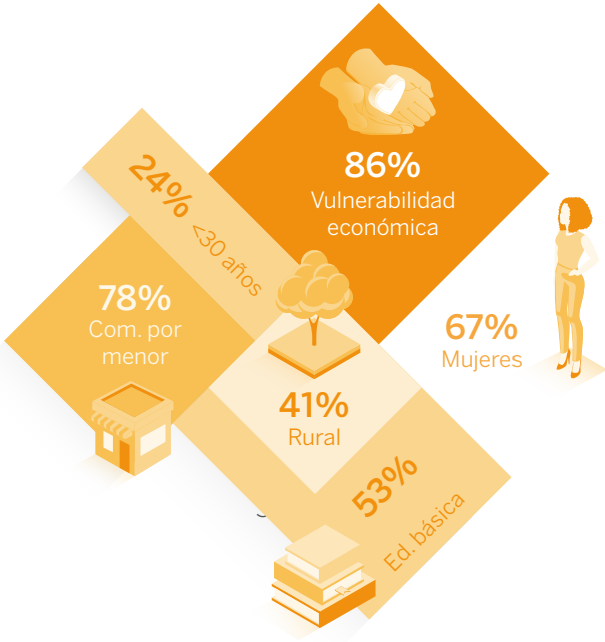 86%
Vulnerabilidad
económica
24% <30 años
78%
Com. por
menor
67%
Mujeres
41%
Rural
53%
Ed. básica